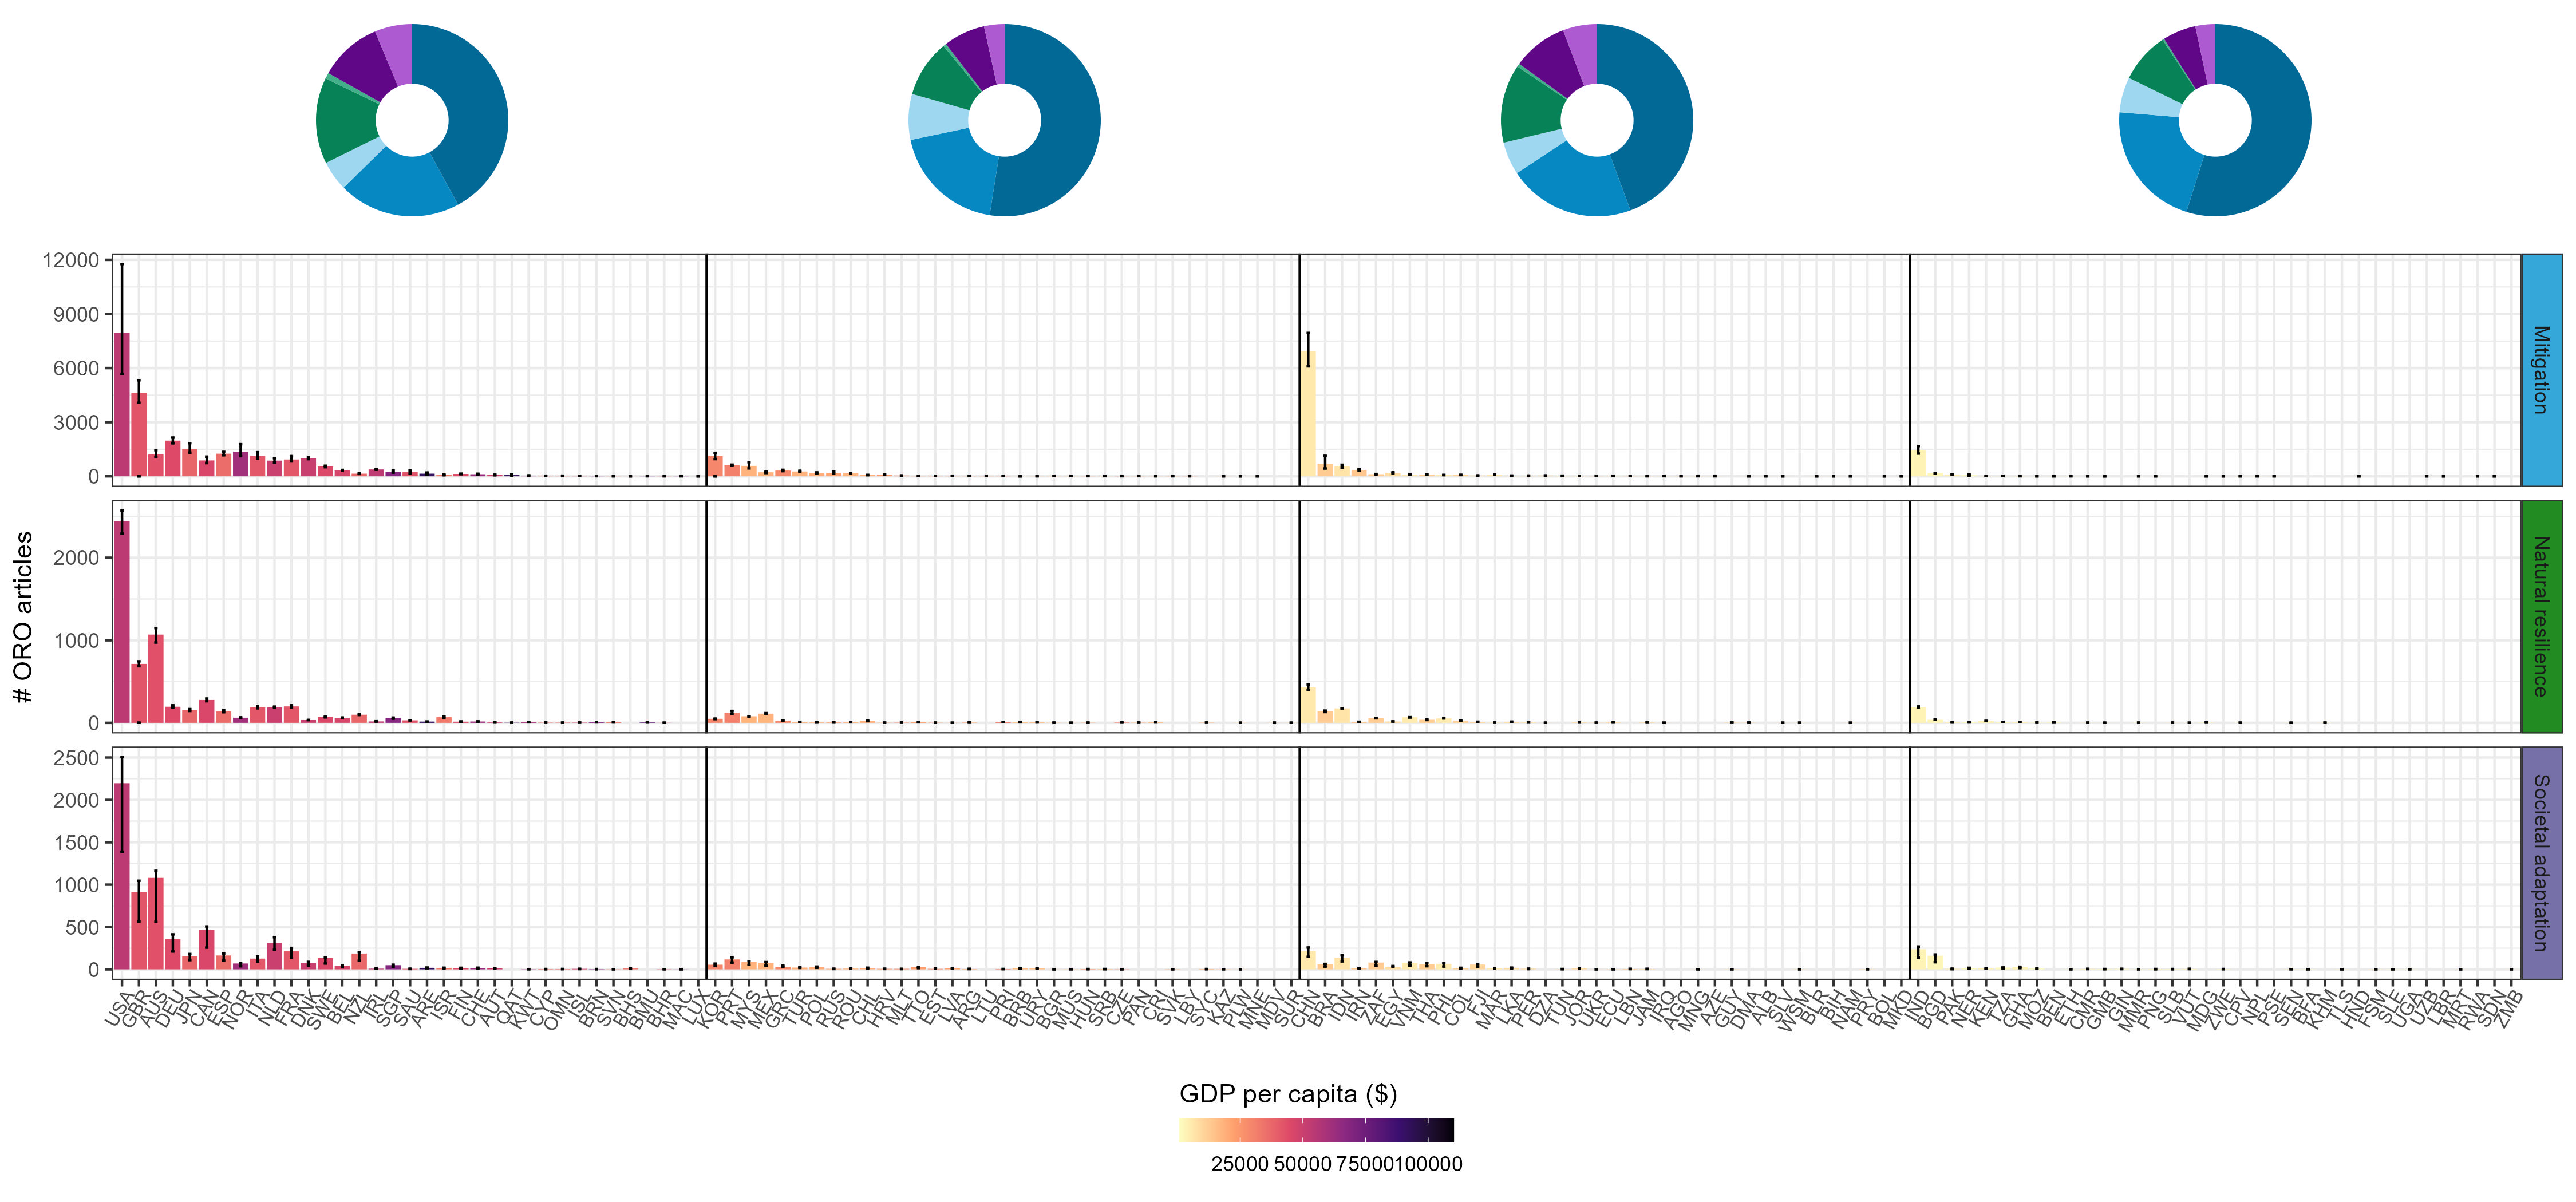 12000
9000
6000
3000
0
Mitigation
2000
1000
0
Natural resilience
2500
2000
1500
1000
500
0
Societal adaptation
# ORO articles
USA GBR AUS DEU JPN CAN ESP NOR ITA NLD FRA DNK SWE BEL NZL IRL SGP SAU ARE ISR FIN CHE AUT QAT KWT CYP OMN ISL BRN SVN BHS BMU BHR MAC LUX KOR PRT MYS MEX GRC TUR POL RUS ROU CHL HRV MLT TTO EST LVA ARG LTU PRI BRB URY BGR MUS HUN SRB CZE PAN CRI SVK LBY SYC KAZ PLW MNE MDV SUR CHN BRA IDN IRN ZAF EGY VNM THA PHL COL FJI MAR LKA PER DZA TUN JOR UKR ECU LBN JAM IRQ AGO MNG AZE GUY DMA ALB SLV WSM BLR BIH NAM PRY BOL MKD IND BGD PAK NER KEN TZA GHA MOZ BEN ETH CMR GMB GIN MMR PNG SLB VUT MDG ZWE CPV NPL PSE SEN BFA KHM TLS HND FSM SLE UGA UZB LBR MRT RWA SDN ZMB
GDP per capita ($)
25000 50000 75000 100000